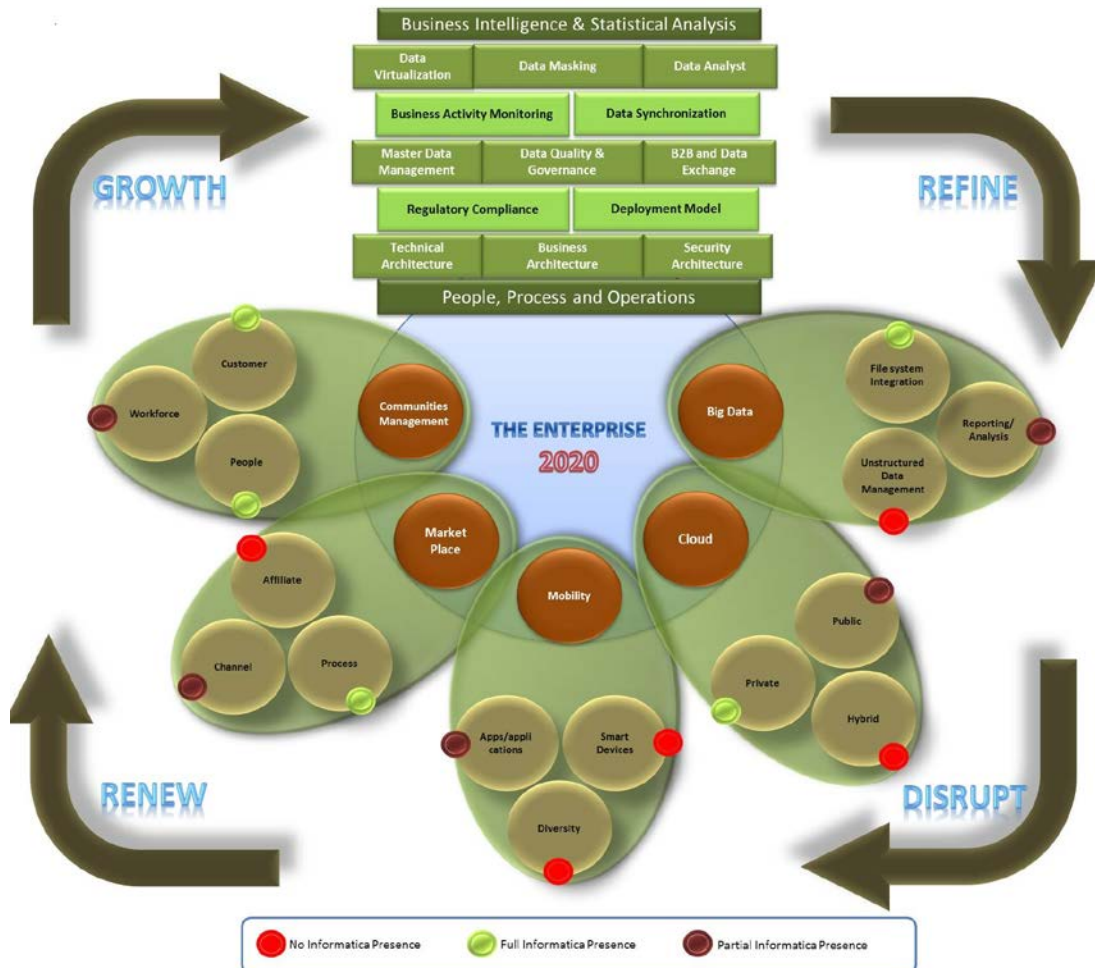 Business Intelligence & Statistical Analysis
Data
Virtualization
Data Masking
Data Analyst
Business Activity Monitoring
Data Synchronization
Master Data
Management
Data Quality &
Governance
B2B and Data
Exchange
Regulatory Compliance
Deployment Model
Technical
Architecture
Business
Architecture
Security
Architecture
People, Process and Operations
GROWTH
REFINE
Customer
Workforce
People
Communities
Management
THE ENTERPRISE
2020
Big Data
File system
Integration
Reporting/
Analysis
Unstructured
Data
Management
Market
Place
Affiliate
Channel
Process
Mobility
Apps/appli
cations
Smart
Devices
Diversity
Cloud
Public
Private
Hybrid
RENEW
DISRUPT
No Informatica Presence
Full Informatica Presence
Partial Informatica Presence